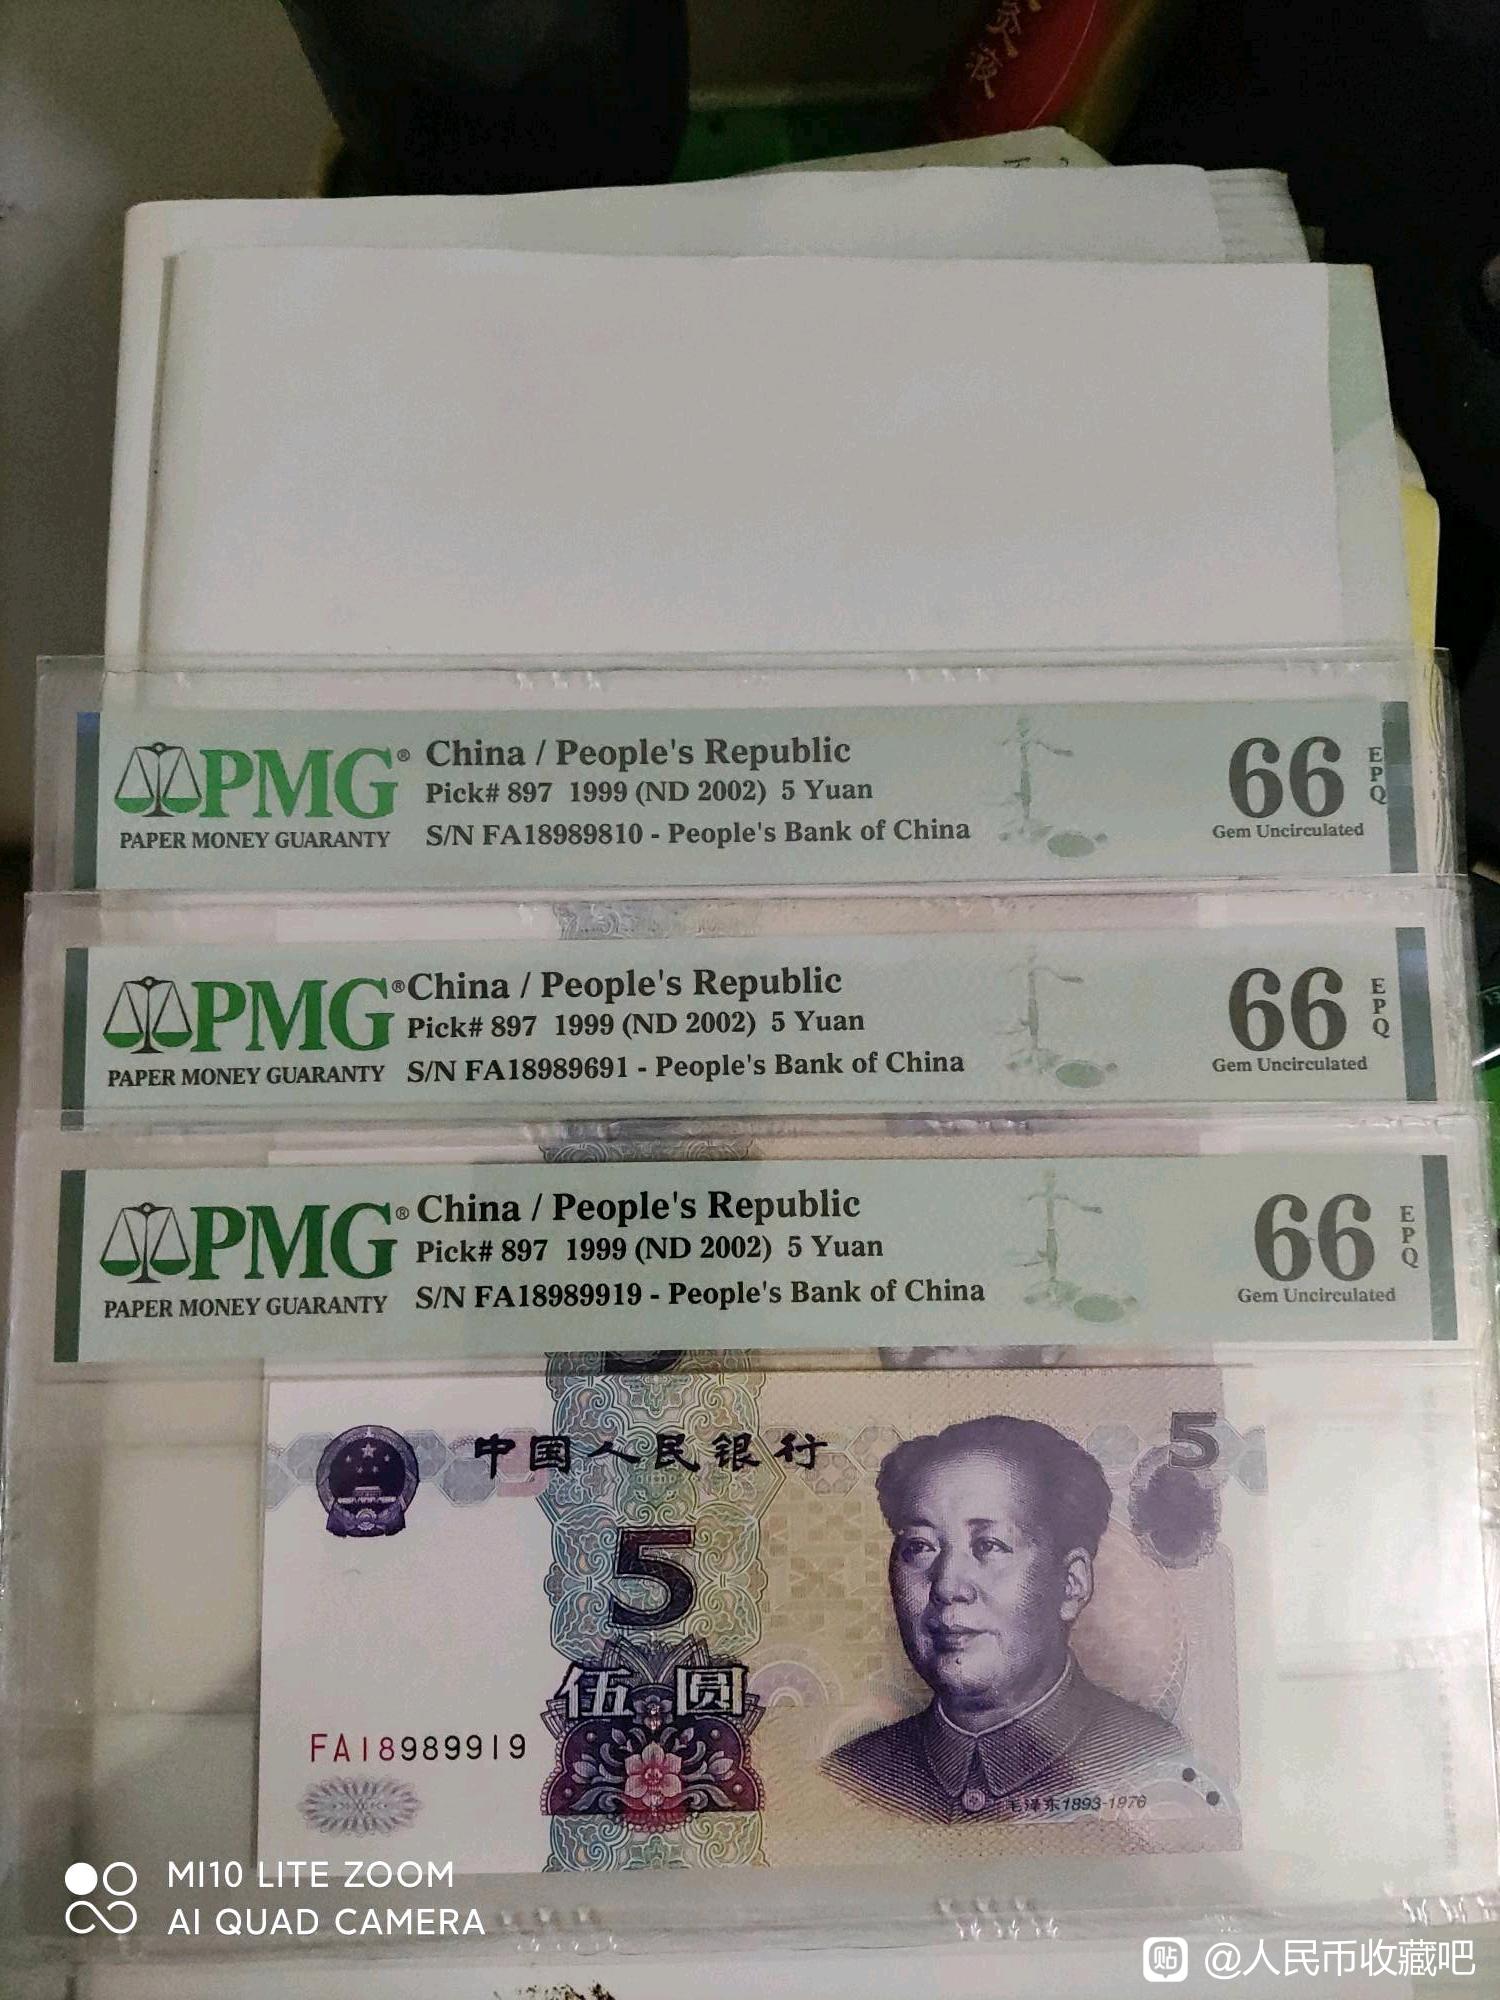 PMG®
PAPER MONEY GUARANTY
China / People's Republic
Pick# 897 1999 (ND 2002) 5 Yuan
S/N FA18989810 - People's Bank of China
66
EPQ
Gem Uncirculated
PMG®
PAPER MONEY GUARANTY
China / People's Republic
Pick# 897 1999 (ND 2002) 5 Yuan
S/N FA18989691 - People's Bank of China
66
EPQ
Gem Uncirculated
PMG®
PAPER MONEY GUARANTY
China / People's Republic
Pick# 897 1999 (ND 2002) 5 Yuan
S/N FA18989919 - People's Bank of China
66
EPQ
Gem Uncirculated
中国人民银行
5
5
伍圆
FA18989919
毛泽东1893-1976
MI10 LITE ZOOM
AI QUAD CAMERA
贴 @人民币收藏吧